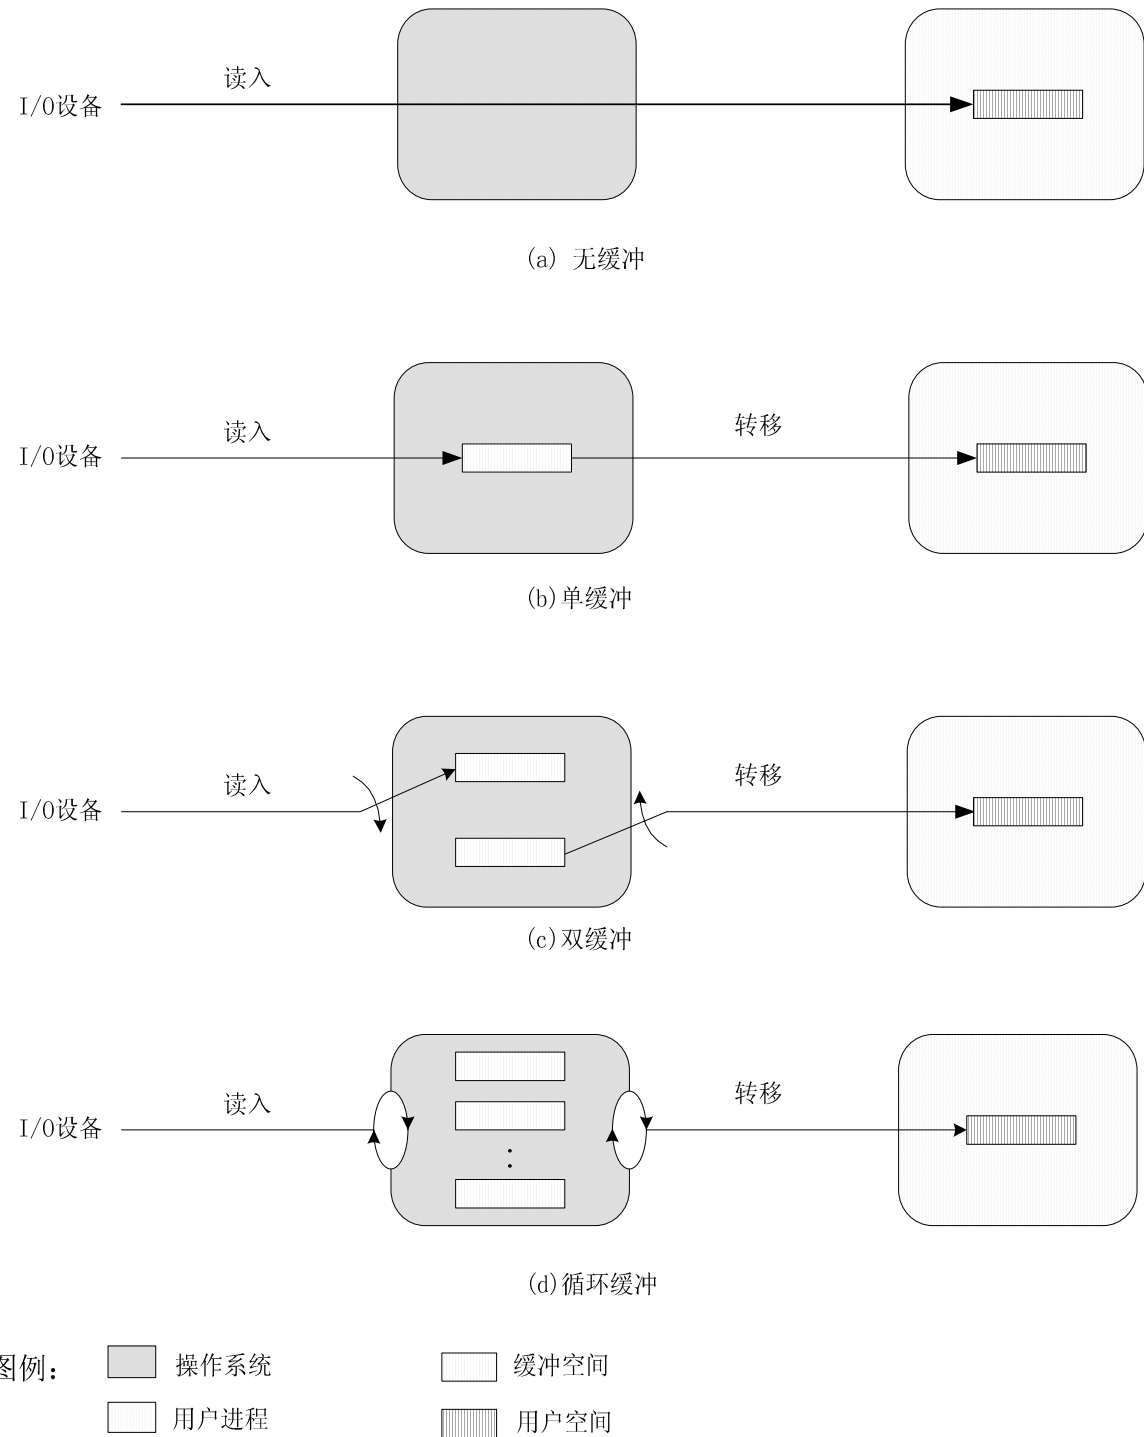 读入
I/O设备
(a) 无缓冲
读入
转移
I/O设备
(b)单缓冲
读入
转移
I/O设备
(c)双缓冲
读入
转移
I/O设备
(d)循环缓冲
图例：
操作系统
缓冲空间
用户进程
用户空间